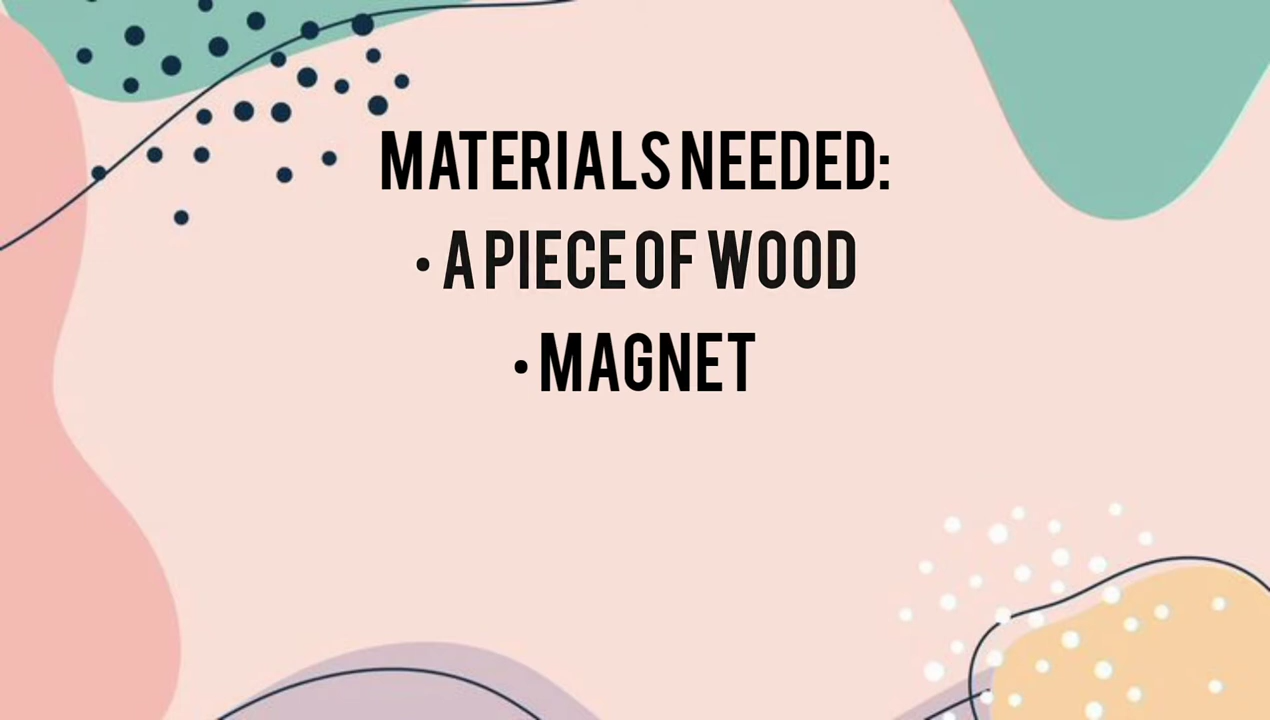 MATERIALS NEEDED:
• A PIECE OF WOOD
• MAGNET